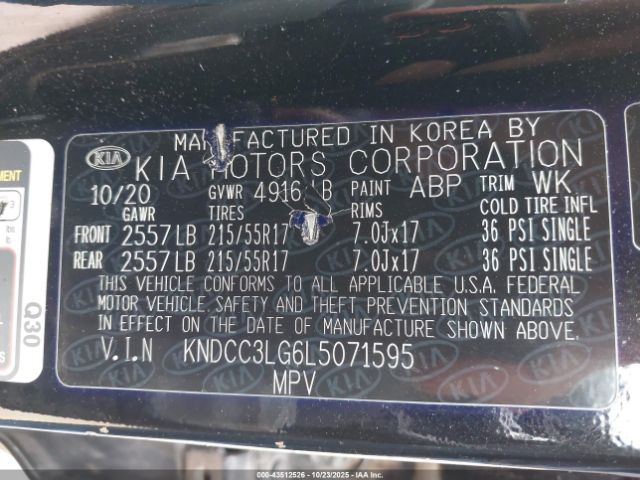 MANUFACTURED IN KOREA BY
KIA KIA MOTORS CORPORATION
10/20 GVWR 4916 LB PAINT ABP TRIM WK
GAWR TIRES RIMS COLD TIRE INFL
FRONT 2557LB 215/55R17 7.0Jx17 36 PSI SINGLE
REAR 2557LB 215/55R17 7.0Jx17 36 PSI SINGLE
THIS VEHICLE CONFORMS TO ALL APPLICABLE U.S.A. FEDERAL
MOTOR VEHICLE SAFETY AND THEFT PREVENTION STANDARDS
IN EFFECT ON THE DATE OF MANUFACTURE SHOWN ABOVE.
V.I.N KNDCC3LG6L5071595
MPV
Q30
000-43512526 - 10/23/2025 - IAABU